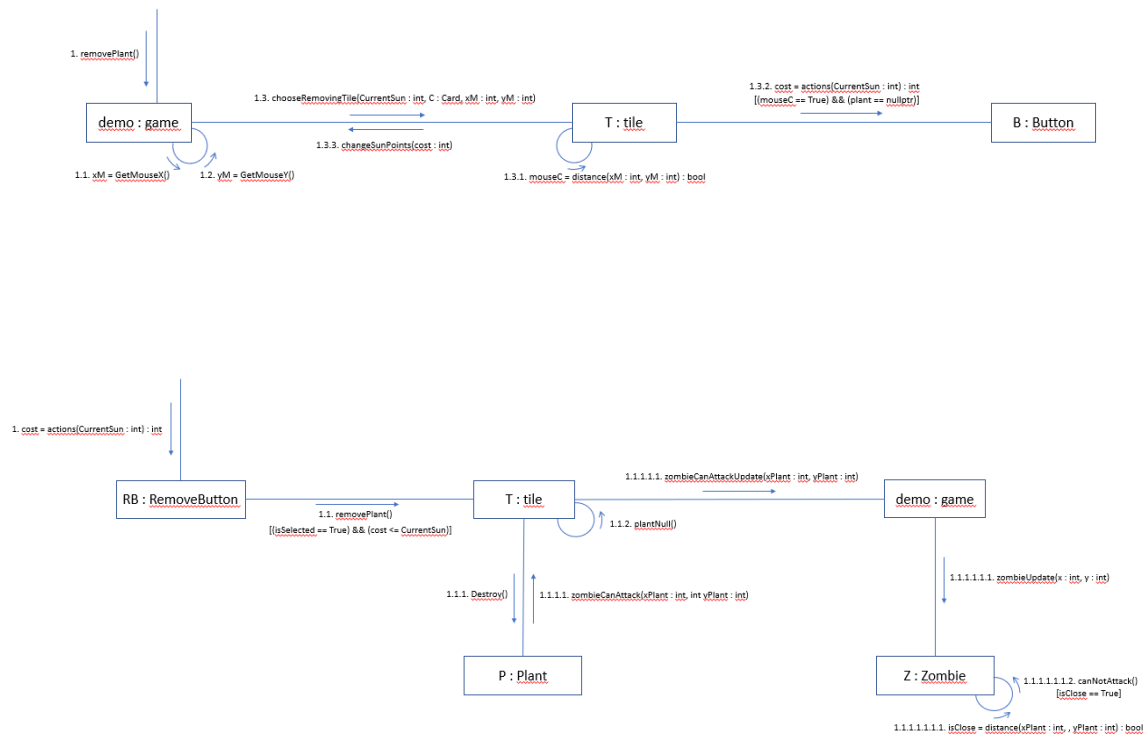 1. removePlant()
1.3.2. cost = actions(CurrentSun : int) : int
[(mouseC == True) && (plant == nullptr)]
1.3. chooseRemovingTile(CurrentSun : int, C : Card, xM : int, yM : int)
demo : game
T : tile
B : Button
1.3.3. changeSunPoints(cost : int)
1.1. xM = GetMouseX()
1.2. yM = GetMouseY()
1.3.1. mouseC = distance(xM : int, yM : int) : bool
1. cost = actions(CurrentSun : int) : int
1.1.1.1.1. zombieCanAttackUpdate(xPlant : int, yPlant : int)
RB : RemoveButton
T : tile
demo : game
1.1. removePlant()
[(isSelected == True) && (cost <= CurrentSun)]
1.1.2. plantNull()
1.1.1.1.1.1. zombieUpdate(x : int, y : int)
1.1.1. Destroy()
1.1.1.1. zombieCanAttack(xPlant : int, int yPlant : int)
P : Plant
Z : Zombie
1.1.1.1.1.1.2. canNotAttack()
[isClose == True]
1.1.1.1.1.1.1. isClose = distance(xPlant : int, , yPlant : int) : bool